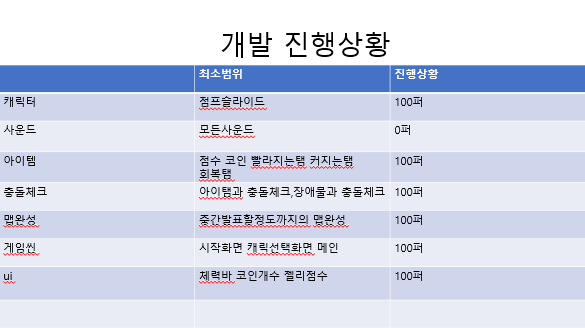 개발 진행상황
최소범위 진행상황
캐릭터 점프슬라이드 100퍼
사운드 모든사운드 0퍼
아이템 점수 코인 빨라지는탬 커지는탬 100퍼
회복탬
충돌체크 아이탬과 충돌체크,장애물과 충돌체크 100퍼
맵완성 중간발표할정도까지의 맵완성 100퍼
게임씬 시작화면 캐릭선택화면 메인 100퍼
ui 체력바 코인개수 젤리점수 100퍼